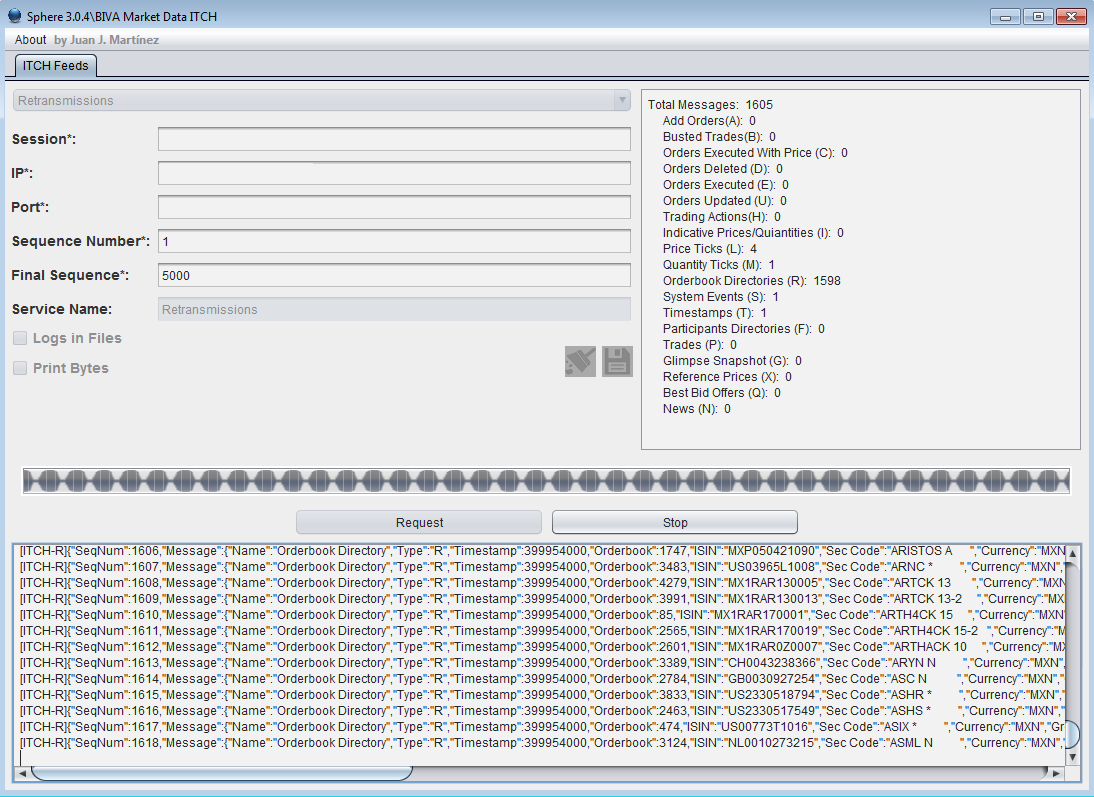 Sphere 3.0.4\BIVA Market Data ITCH
About by Juan J. Martínez
ITCH Feeds
Retransmissions
Session*:
IP*:
Port*:
Sequence Number*: 1
Final Sequence*: 5000
Service Name: Retransmissions
Logs in Files
Print Bytes
Total Messages: 1605
Add Orders(A): 0
Busted Trades(B): 0
Orders Executed With Price (C): 0
Orders Deleted (D): 0
Orders Executed (E): 0
Orders Updated (U): 0
Trading Actions(H): 0
Indicative Prices/Quiantities (I): 0
Price Ticks (L): 4
Quantity Ticks (M): 1
Orderbook Directories (R): 1598
System Events (S): 1
Timestamps (T): 1
Participants Directories (F): 0
Trades (P): 0
Glimpse Snapshot (G): 0
Reference Prices (X): 0
Best Bid Offers (Q): 0
News (N): 0
Request Stop
[ITCH-R]{"SeqNum":1606,"Message":{"Name":"Orderbook Directory","Type":"R","Timestamp":399954000,"Orderbook":1747,"ISIN":"MXP050421090","Sec Code":"ARISTOS A ","Currency":"MXN
[ITCH-R]{"SeqNum":1607,"Message":{"Name":"Orderbook Directory","Type":"R","Timestamp":399954000,"Orderbook":3483,"ISIN":"US03965L1008","Sec Code":"ARNC * ","Currency":"MXN",
[ITCH-R]{"SeqNum":1608,"Message":{"Name":"Orderbook Directory","Type":"R","Timestamp":399954000,"Orderbook":4279,"ISIN":"MX1RAR130005","Sec Code":"ARTCK 13 ","Currency":"MXN
[ITCH-R]{"SeqNum":1609,"Message":{"Name":"Orderbook Directory","Type":"R","Timestamp":399954000,"Orderbook":3991,"ISIN":"MX1RAR130013","Sec Code":"ARTCK 13-2 ","Currency":"MX
[ITCH-R]{"SeqNum":1610,"Message":{"Name":"Orderbook Directory","Type":"R","Timestamp":399954000,"Orderbook":85,"ISIN":"MX1RAR170001","Sec Code":"ARTH4CK 15 ","Currency":"MXN"
[ITCH-R]{"SeqNum":1611,"Message":{"Name":"Orderbook Directory","Type":"R","Timestamp":399954000,"Orderbook":2565,"ISIN":"MX1RAR170019","Sec Code":"ARTH4CK 15-2 ","Currency":"M
[ITCH-R]{"SeqNum":1612,"Message":{"Name":"Orderbook Directory","Type":"R","Timestamp":399954000,"Orderbook":2601,"ISIN":"MX1RAR0Z0007","Sec Code":"ARTHACK 10 ","Currency":"MX
[ITCH-R]{"SeqNum":1613,"Message":{"Name":"Orderbook Directory","Type":"R","Timestamp":399954000,"Orderbook":3389,"ISIN":"CH0043238366","Sec Code":"ARYN N ","Currency":"MXN",
[ITCH-R]{"SeqNum":1614,"Message":{"Name":"Orderbook Directory","Type":"R","Timestamp":399954000,"Orderbook":2784,"ISIN":"GB0030927254","Sec Code":"ASC N ","Currency":"MXN","
[ITCH-R]{"SeqNum":1615,"Message":{"Name":"Orderbook Directory","Type":"R","Timestamp":399954000,"Orderbook":3833,"ISIN":"US2330518794","Sec Code":"ASHR * ","Currency":"MXN",
[ITCH-R]{"SeqNum":1616,"Message":{"Name":"Orderbook Directory","Type":"R","Timestamp":399954000,"Orderbook":2463,"ISIN":"US2330517549","Sec Code":"ASHS * ","Currency":"MXN","
[ITCH-R]{"SeqNum":1617,"Message":{"Name":"Orderbook Directory","Type":"R","Timestamp":399954000,"Orderbook":474,"ISIN":"US00773T1016","Sec Code":"ASIX * ","Currency":"MXN","Gr
[ITCH-R]{"SeqNum":1618,"Message":{"Name":"Orderbook Directory","Type":"R","Timestamp":399954000,"Orderbook":3124,"ISIN":"NL0010273215","Sec Code":"ASML N ","Currency":"MXN",